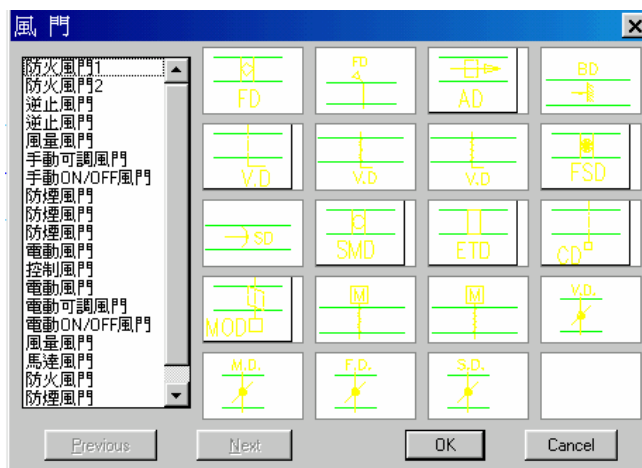 風 門
防火風門1
防火風門2
逆止風門
逆止風門
風量風門
手動可調風門
手動ON/OFF風門
防煙風門
防煙風門
防煙風門
電動風門
控制風門
電動風門
電動可調風門
電動ON/OFF風門
風量風門
馬達風門
防火風門
防煙風門
FD
FD
AD
BD
V.D
V.D
V.D
FSD
SD
SMD
ETD
CD
MOD
M
M
V.D.
M.D.
F.D.
S.D.
Previous
Next
OK
Cancel